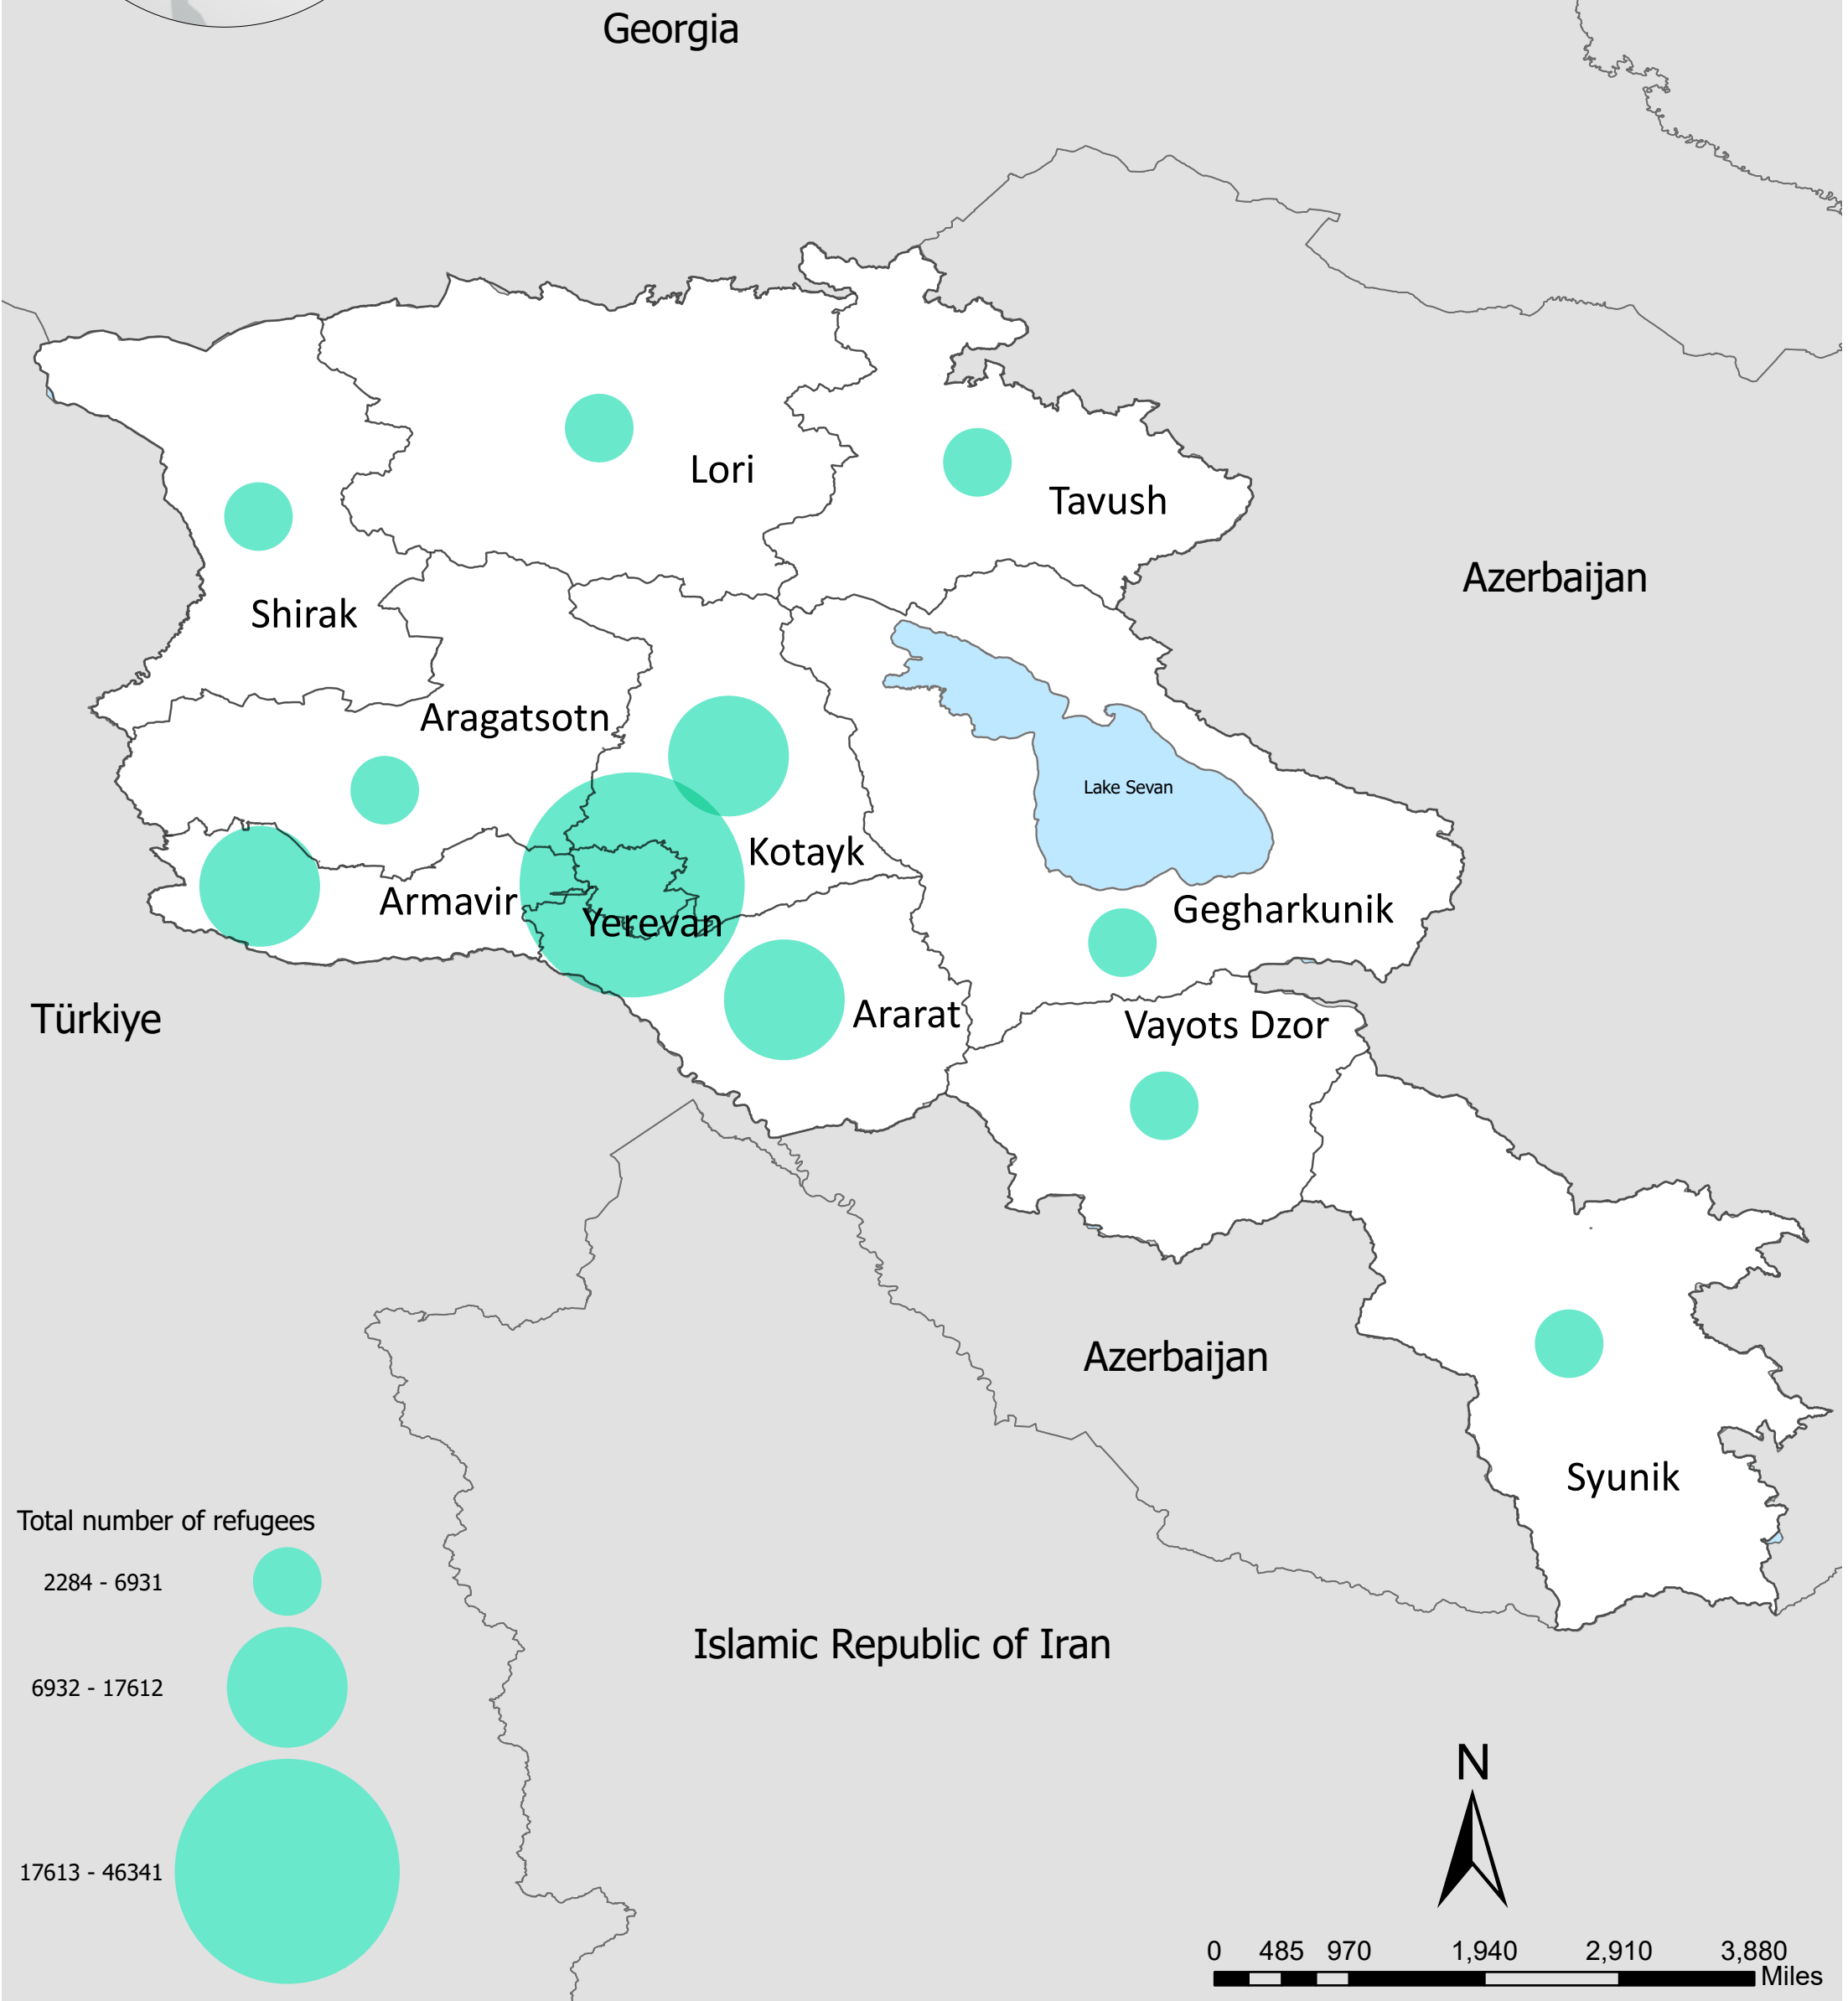 Georgia
Lori
Tavush
Azerbaijan
Shirak
Aragatsotn
Lake Sevan
Kotayk
Armavir
Yerevan
Gegharkunik
Türkiye
Ararat
Vayots Dzor
Azerbaijan
Syunik
Total number of refugees
2284 - 6931
6932 - 17612
17613 - 46341
Islamic Republic of Iran
N
0 485 970 1,940 2,910 3,880
Miles